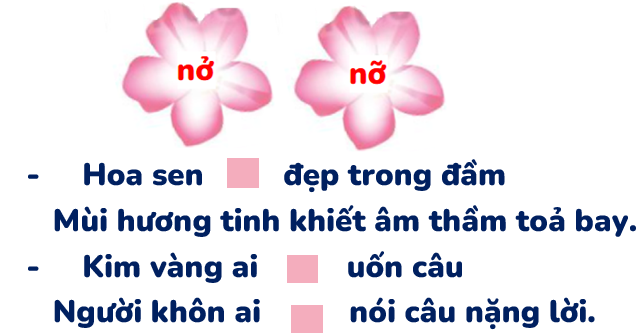 nở nỡ
- Hoa sen đẹp trong đầm
Mùi hương tinh khiết âm thầm toả bay.
- Kim vàng ai uốn câu
Người khôn ai nói câu nặng lời.